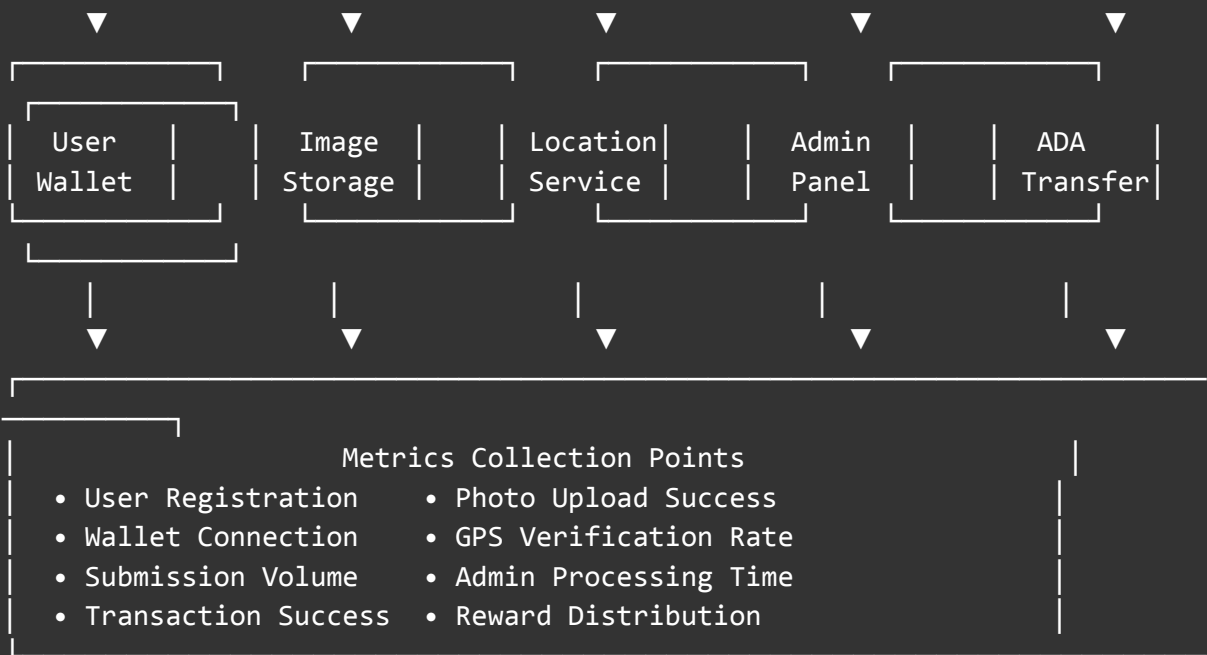 User Image Location Admin ADA
Wallet Storage Service Panel Transfer
Metrics Collection Points
• User Registration • Photo Upload Success
• Wallet Connection • GPS Verification Rate
• Submission Volume • Admin Processing Time
• Transaction Success • Reward Distribution